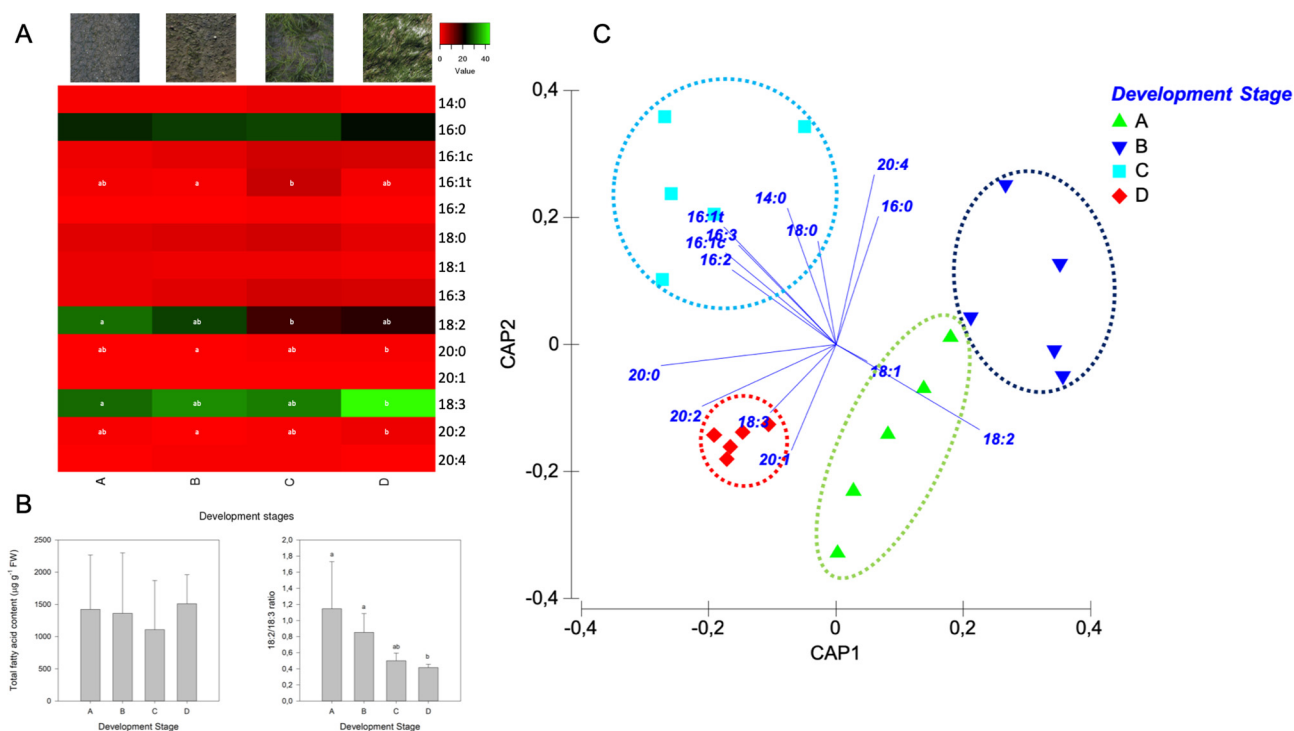 A
0 20 40
Value
14:0
16:0
16:1c
ab a b ab
16:1t
16:2
18:0
18:1
16:3
a ab b ab
18:2
ab a ab b
20:0
20:1
a ab ab b
18:3
ab a ab b
20:2
20:4
A B C D
Development stages
B
Total fatty acid content (µg g-1 FW)
2500
2000
1500
1000
500
0
A B C D
Development Stage
18:2/18:3 ratio
1,8
1,6
1,4
1,2
1,0
0,8
0,6
0,4
0,2
0,0
a
a
ab
b
A B C D
Development Stage
C
Development Stage
A
B
C
D
CAP2
0,4
0,2
0
-0,2
-0,4
20:4
14:0
16:0
16:1t
16:3
18:0
16:1c
16:2
20:0
18:1
20:2
18:3
18:2
20:1
-0,4 -0,2 0 0,2 0,4
CAP1